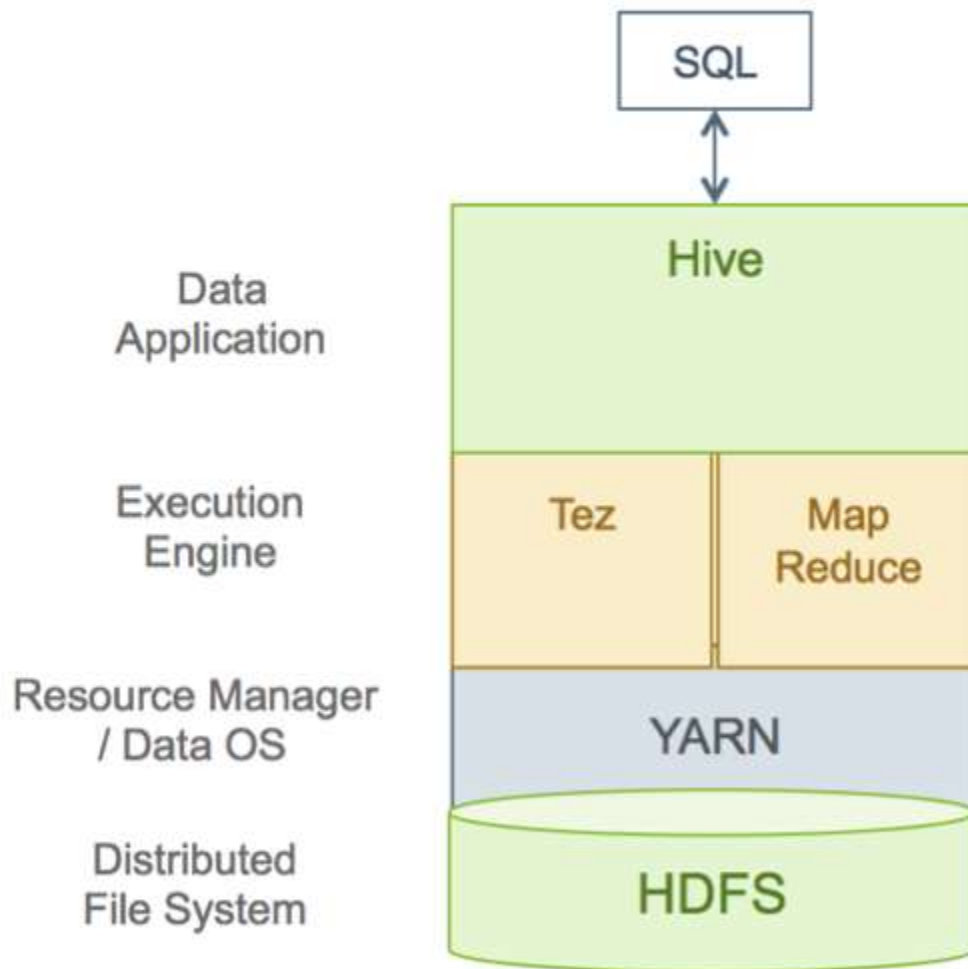 SQL
Hive
Data
Application
Execution
Engine
Tez
Map
Reduce
Resource Manager
/ Data OS
YARN
Distributed
File System
HDFS